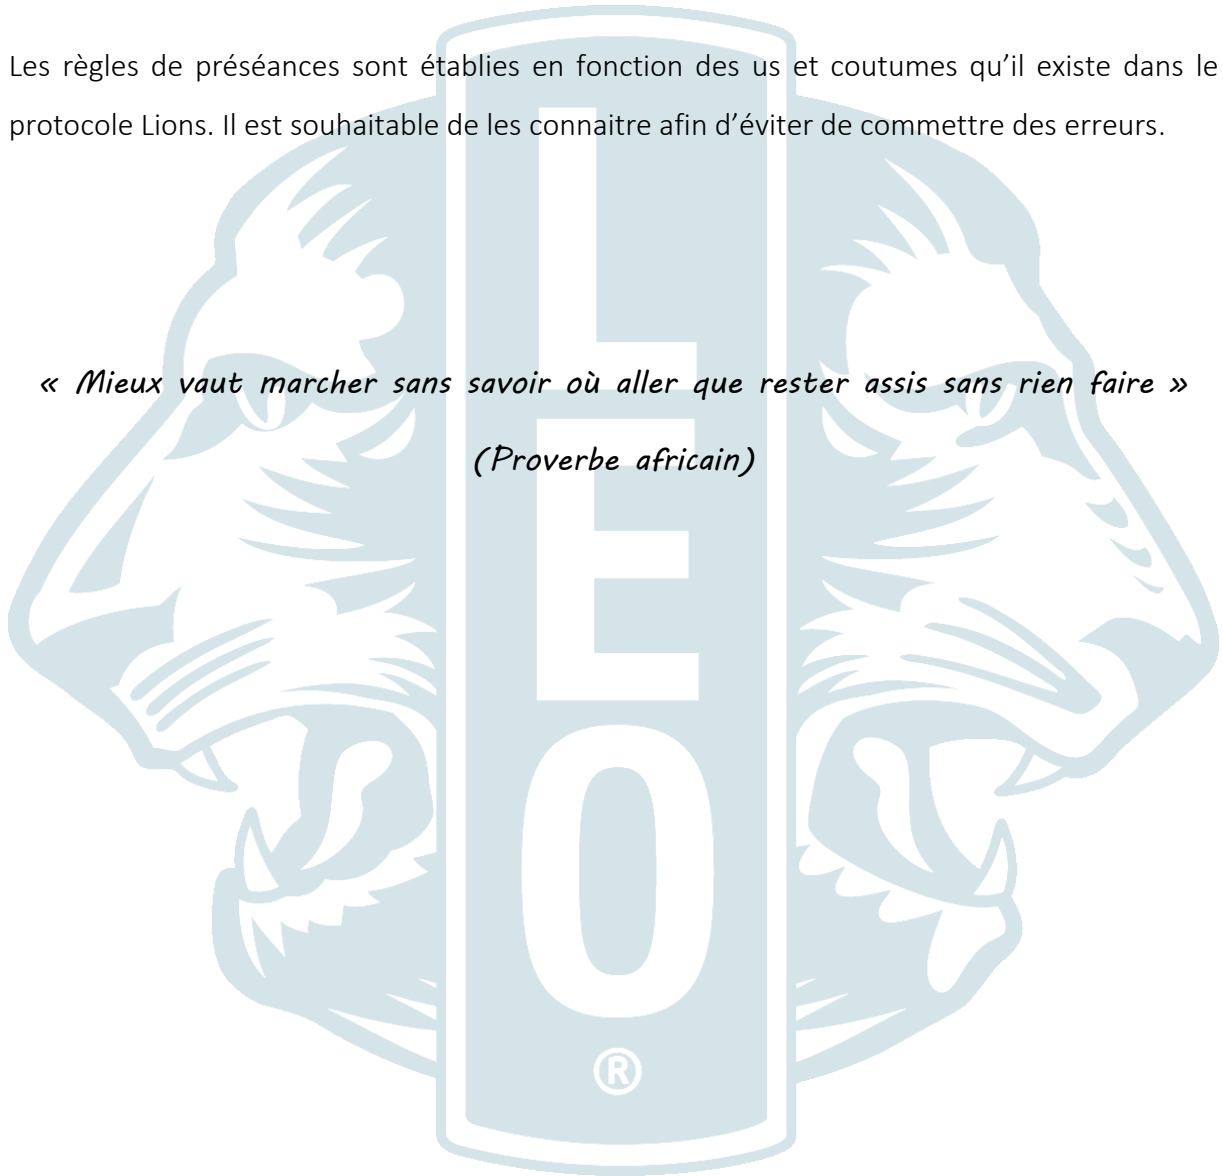 Les règles de préséances sont établies en fonction des us et coutumes qu’il existe dans le
protocole Lions. Il est souhaitable de les connaitre afin d’éviter de commettre des erreurs.
« Mieux vaut marcher sans savoir où aller que rester assis sans rien faire »
(Proverbe africain)
L
E
O
®